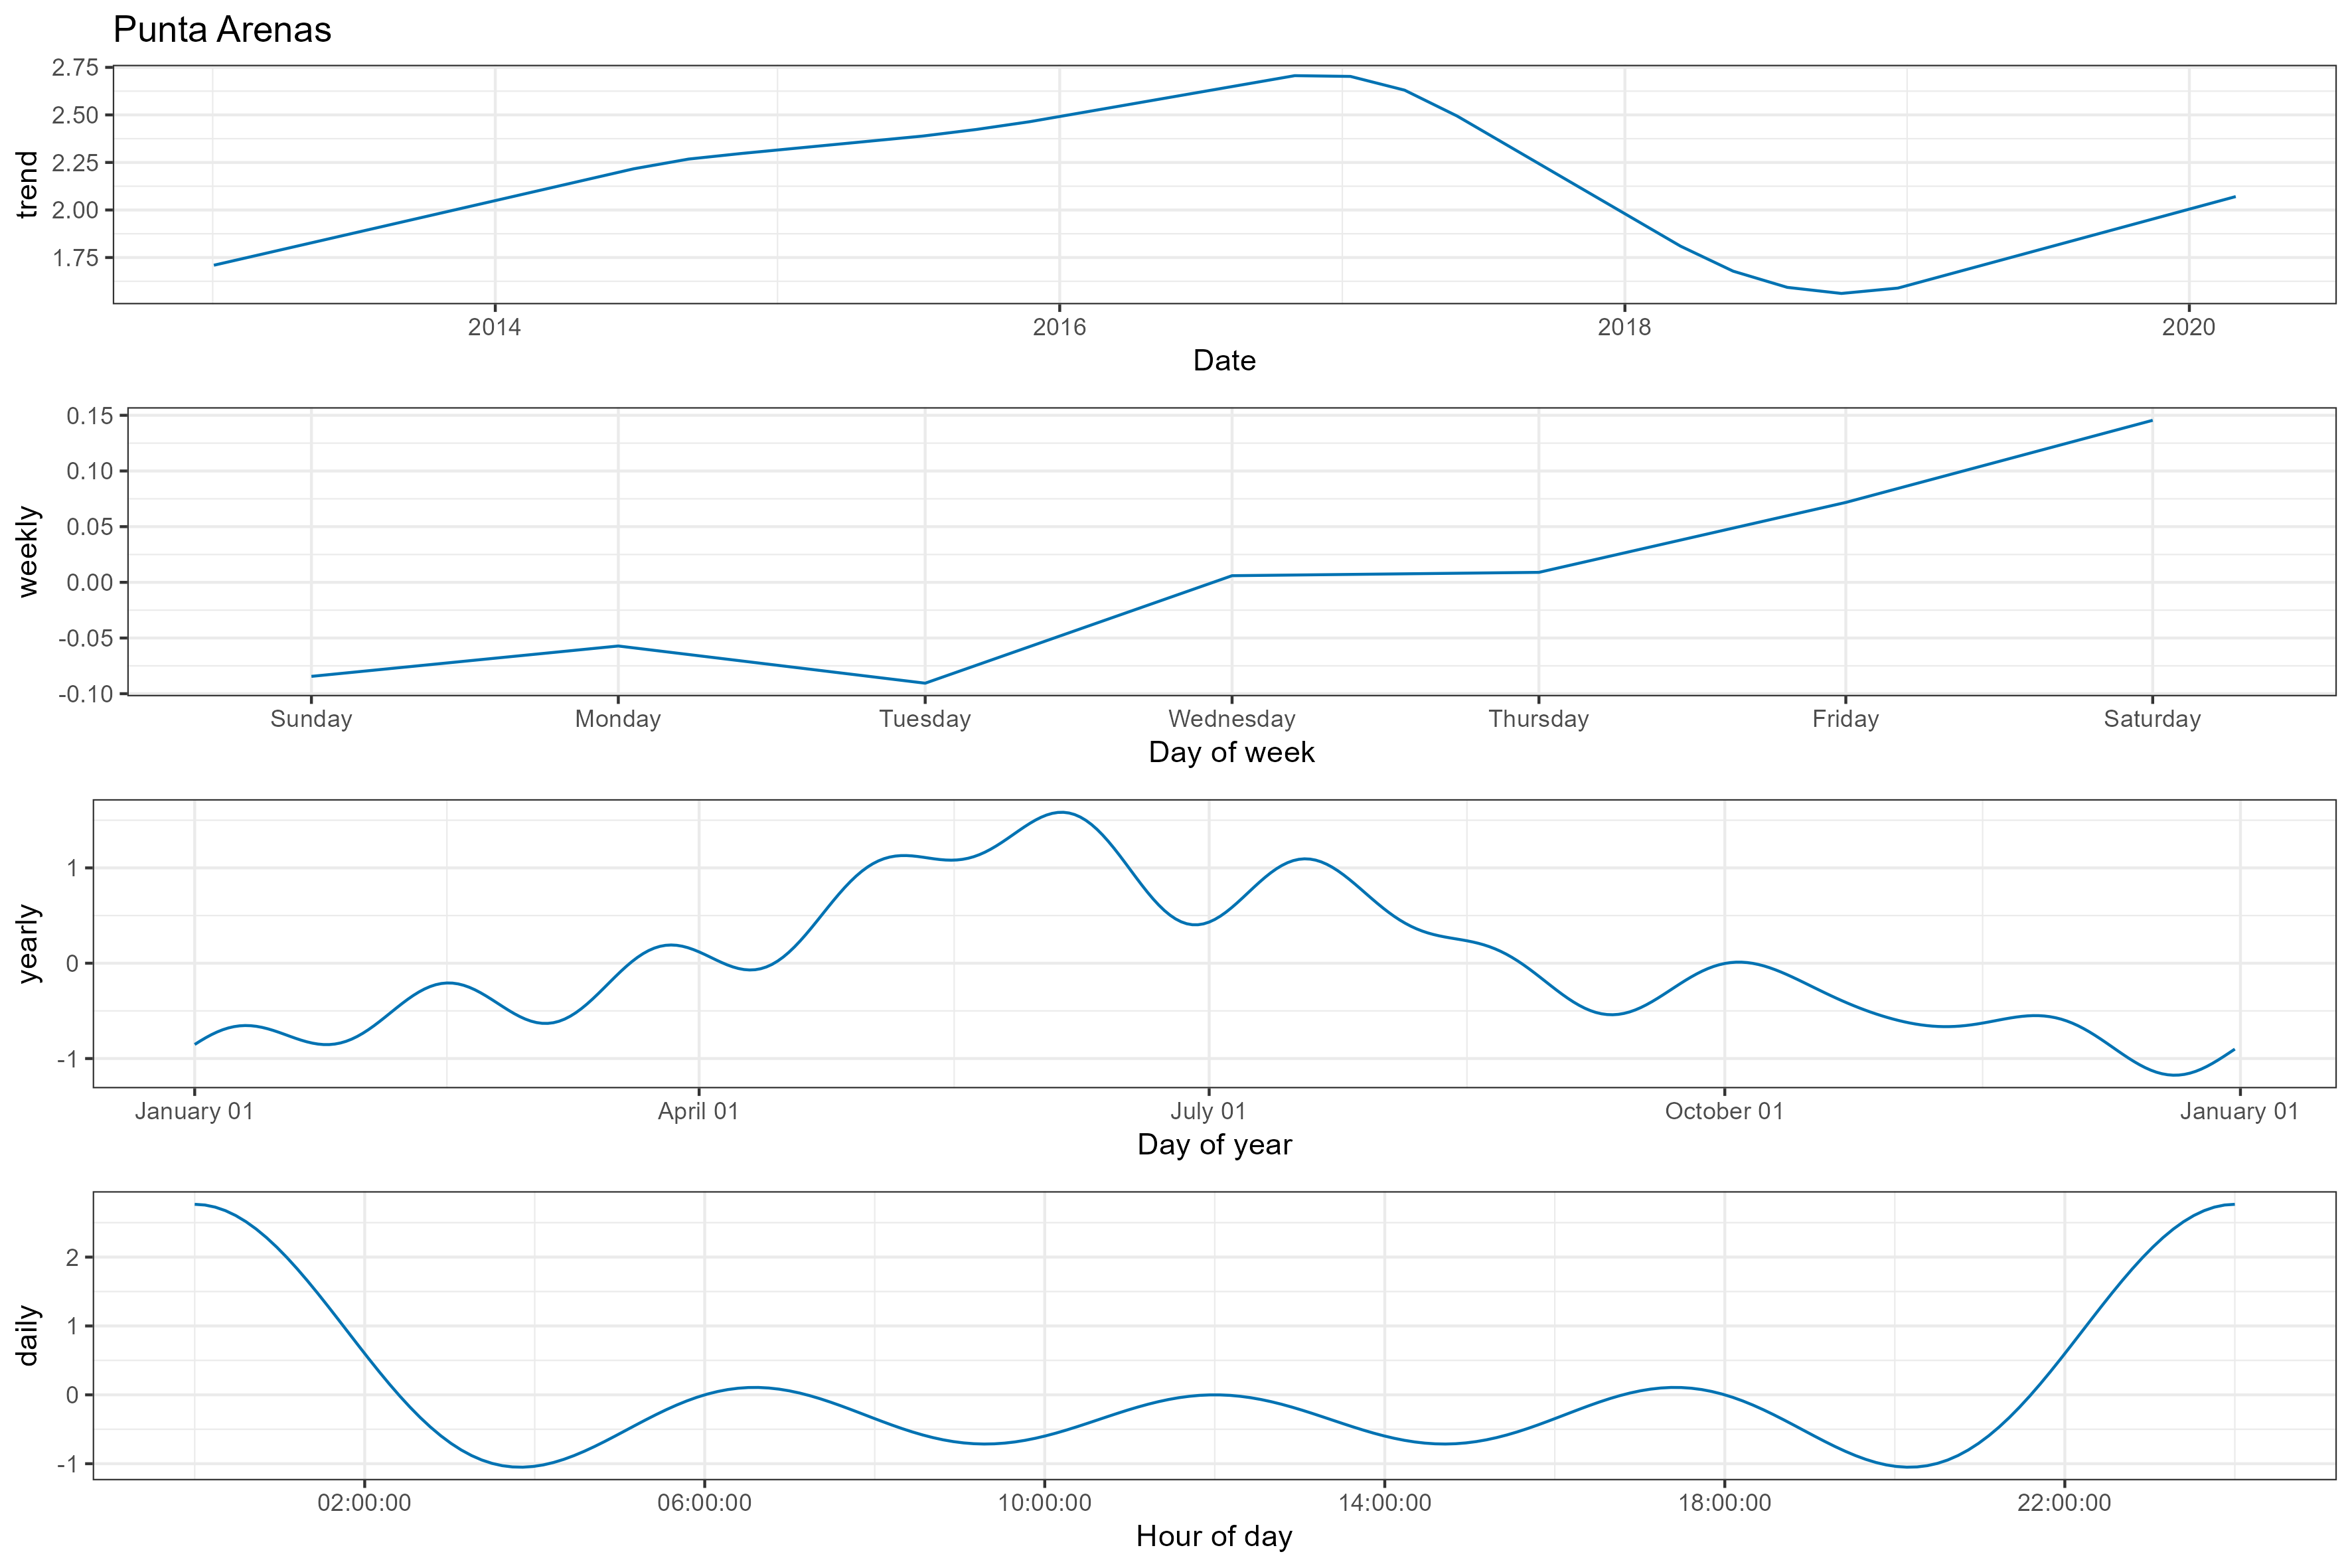 Punta Arenas
2.75
2.50
2.25
2.00
1.75
trend
2014 2016 2018 2020
Date
0.15
0.10
0.05
0.00
-0.05
-0.10
weekly
Sunday Monday Tuesday Wednesday Thursday Friday Saturday
Day of week
1
0
-1
yearly
January 01 April 01 July 01 October 01 January 01
Day of year
2
1
0
-1
daily
02:00:00 06:00:00 10:00:00 14:00:00 18:00:00 22:00:00
Hour of day